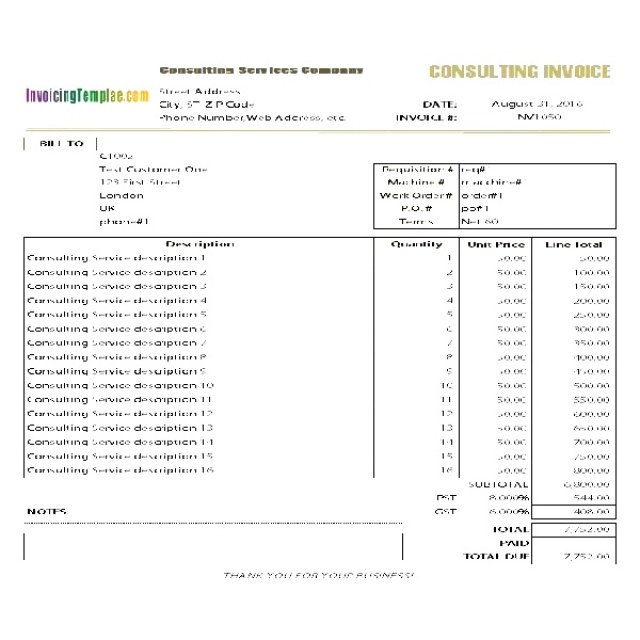 Consulting Services Company
CONSULTING INVOICE
InvoicingTemplae.com
Street Address
City, ST ZIP Code
DATE: August 31, 2016
Phone Number,Web Address, etc.
INVOICE #:
BILL TO
C1002
Test Customer One
Requisition # req#
123 First Street
Machine # machine#
London
Work Order# order#1
UK
P.O. # po#1
phone#1
Terms Net 60
Description Quantity Unit Price Line Total
Consulting Service description 1 1 50.00 50.00
Consulting Service description 2 2 50.00 100.00
Consulting Service description 3 3 50.00 150.00
Consulting Service description 4 4 50.00 200.00
Consulting Service description 5 5 50.00 250.00
Consulting Service description 6 6 50.00 300.00
Consulting Service description 7 7 50.00 350.00
Consulting Service description 8 8 50.00 400.00
Consulting Service description 9 9 50.00 450.00
Consulting Service description 10 10 50.00 500.00
Consulting Service description 11 11 50.00 550.00
Consulting Service description 12 12 50.00 600.00
Consulting Service description 13 13 50.00 650.00
Consulting Service description 14 14 50.00 700.00
Consulting Service description 15 15 50.00 750.00
Consulting Service description 16 16 50.00 800.00
SUBTOTAL 6,800.00
PST 8.000% 544.00
NOTES GST 6.000% 408.00
TOTAL 7,752.00
PAID
TOTAL DUE 7,752.00
THANK YOU FOR YOUR BUSINESS!